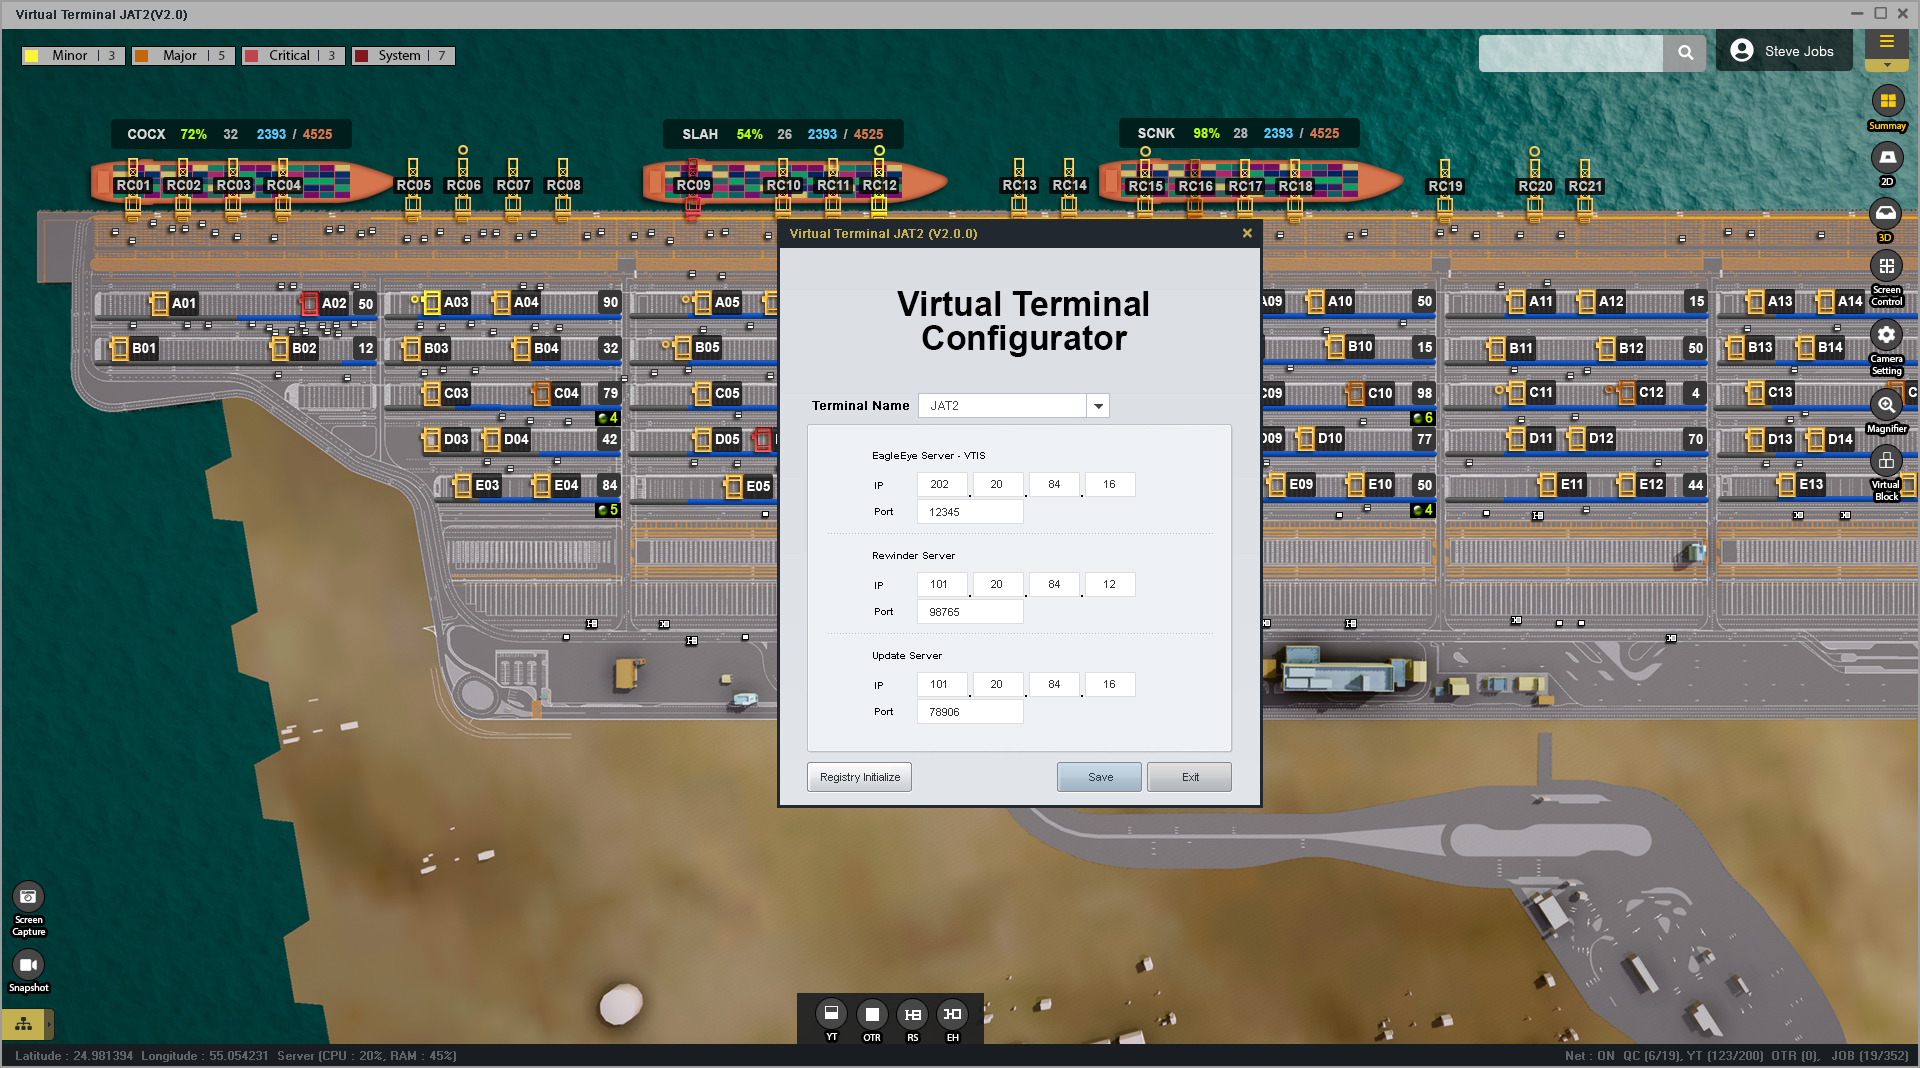 Virtual Terminal JAT2(V2.0)
Minor | 3
Major | 5
Critical | 3
System | 7
Steve Jobs
COCX 72% 32 2393 / 4525
SLAH 54% 26 2393 / 4525
SCNK 98% 28 2393 / 4525
RC01 RC02 RC03 RC04 RC05 RC06 RC07 RC08 RC09 RC10 RC11 RC12 RC13 RC14 RC15 RC16 RC17 RC18 RC19 RC20 RC21
Summay
2D
3D
Screen
Control
Camera
Setting
Magnifier
Virtual
Block
A01 A02 50 A03 A04 90 A05 A09 A10 50 A11 A12 15 A13 A14
B01 B02 12 B03 B04 32 B05 B10 15 B11 B12 50 B13 B14
C03 C04 79 C05 C09 C10 98 C11 C12 4 C13
4 6
D03 D04 42 D05 D09 D10 77 D11 D12 70 D13 D14
E03 E04 84 E05 E09 E10 50 E11 E12 44 E13
5 4
Virtual Terminal JAT2 (V2.0.0)
Virtual Terminal
Configurator
Terminal Name JAT2
EagleEye Server - VTIS
IP 202 . 20 . 84 . 16
Port 12345
Rewinder Server
IP 101 . 20 . 84 . 12
Port 98765
Update Server
IP 101 . 20 . 84 . 16
Port 78906
Registry Initialize Save Exit
Screen
Capture
Snapshot
YT OTR RS EH
Latitude : 24.981394 Longitude : 55.054231 Server (CPU : 20%, RAM : 45%)
Net : ON QC (6/19), YT (123/200) OTR (0), JOB (19/352)